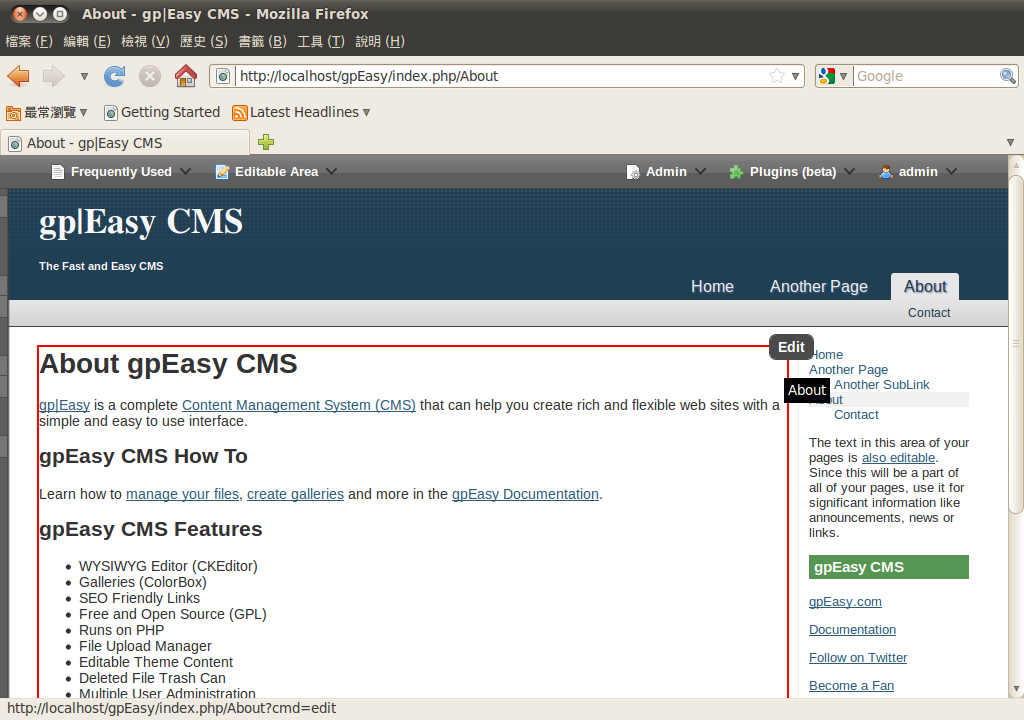 About - gp|Easy CMS - Mozilla Firefox
檔案 (F) 編輯 (E) 檢視 (V) 歷史 (S) 書籤 (B) 工具 (T) 說明 (H)
http://localhost/gpEasy/index.php/About
Google
最常瀏覽 Getting Started Latest Headlines
About - gp|Easy CMS
Frequently Used Editable Area Admin Plugins (beta) admin
gp|Easy CMS
The Fast and Easy CMS
Home Another Page About
Contact
Edit
About gpEasy CMS
gp|Easy is a complete Content Management System (CMS) that can help you create rich and flexible web sites with a
simple and easy to use interface.
gpEasy CMS How To
Learn how to manage your files, create galleries and more in the gpEasy Documentation.
gpEasy CMS Features
WYSIWYG Editor (CKEditor)
Galleries (ColorBox)
SEO Friendly Links
Free and Open Source (GPL)
Runs on PHP
File Upload Manager
Editable Theme Content
Deleted File Trash Can
Multiple User Administration
Home
Another Page
Another SubLink
About
About
Contact
The text in this area of your
pages is also editable.
Since this will be a part of
all of your pages, use it for
significant information like
announcements, news or
links.
gpEasy CMS
gpEasy.com
Documentation
Follow on Twitter
Become a Fan
http://localhost/gpEasy/index.php/About?cmd=edit